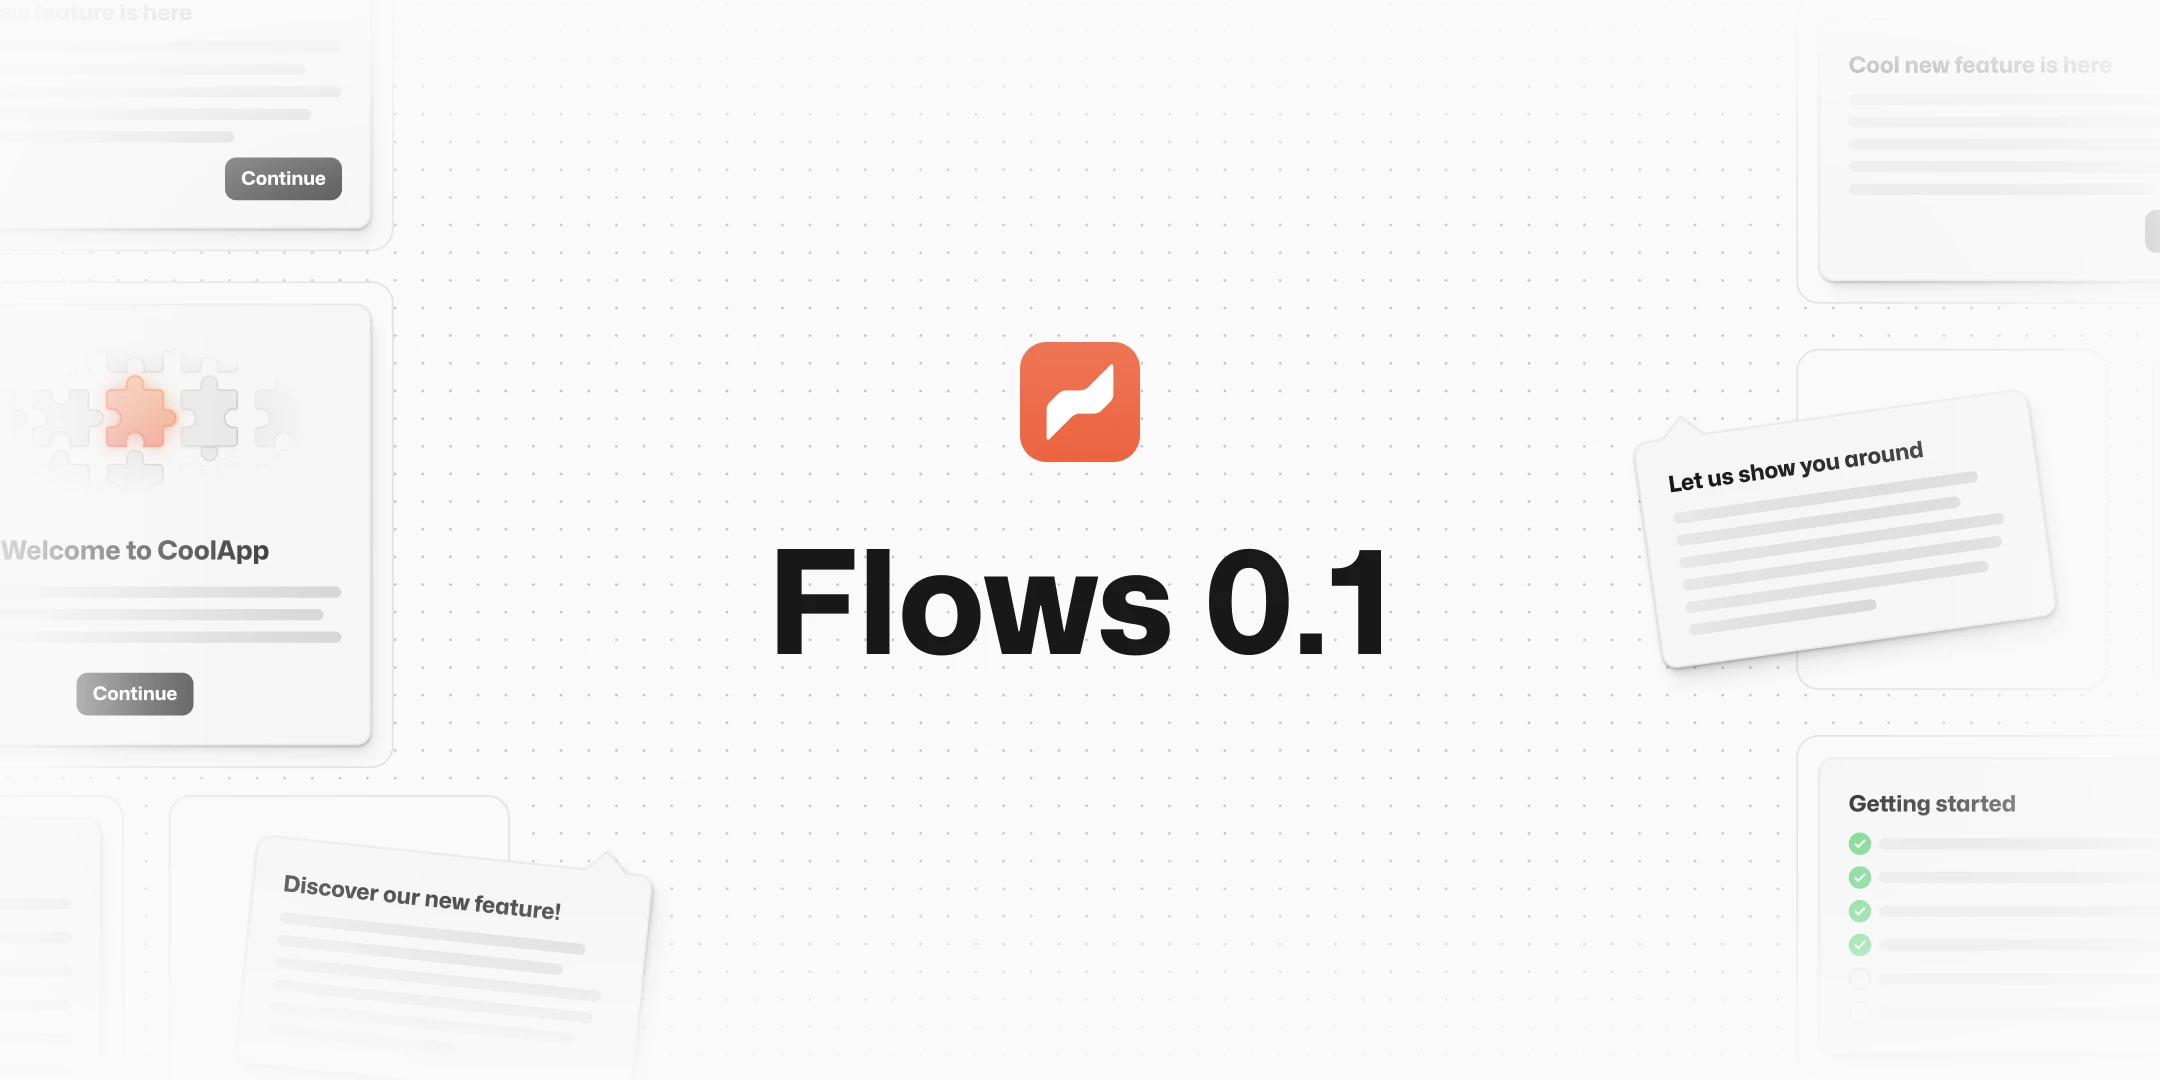 ew feature is here
Continue
Welcome to CoolApp
Continue
Discover our new feature!
Flows 0.1
Cool new feature is here
Let us show you around
Getting started